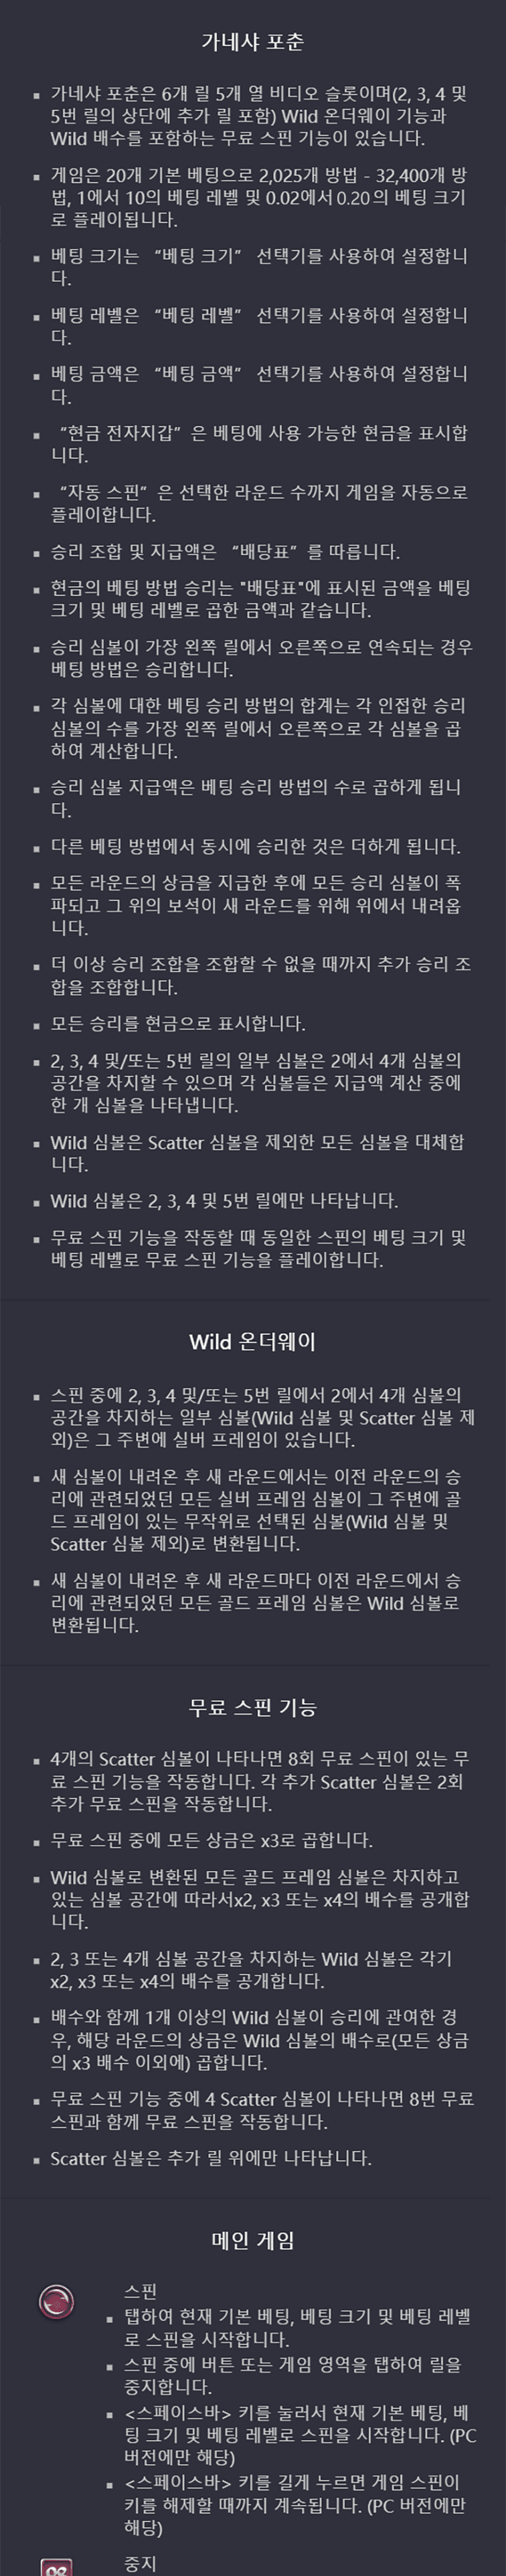 가네샤 포춘
▪ 가네샤 포춘은 6개 릴 5개 열 비디오 슬롯이며(2, 3, 4 및
5번 릴의 상단에 추가 릴 포함) Wild 온더웨이 기능과
Wild 배수를 포함하는 무료 스핀 기능이 있습니다.
▪ 게임은 20개 기본 베팅으로 2,025개 방법 - 32,400개 방
법, 1에서 10의 베팅 레벨 및 0.02에서 0.20의 베팅 크기
로 플레이됩니다.
▪ 베팅 크기는 “베팅 크기” 선택기를 사용하여 설정합니
다.
▪ 베팅 레벨은 “베팅 레벨” 선택기를 사용하여 설정합니
다.
▪ 베팅 금액은 “베팅 금액” 선택기를 사용하여 설정합니
다.
▪ “현금 전자지갑” 은 베팅에 사용 가능한 현금을 표시합
니다.
▪ “자동 스핀” 은 선택한 라운드 수까지 게임을 자동으로
플레이합니다.
▪ 승리 조합 및 지급액은 “배당표” 를 따릅니다.
▪ 현금의 베팅 방법 승리는 "배당표"에 표시된 금액을 베팅
크기 및 베팅 레벨로 곱한 금액과 같습니다.
▪ 승리 심볼이 가장 왼쪽 릴에서 오른쪽으로 연속되는 경우
베팅 방법은 승리합니다.
▪ 각 심볼에 대한 베팅 승리 방법의 합계는 각 인접한 승리
심볼의 수를 가장 왼쪽 릴에서 오른쪽으로 각 심볼을 곱
하여 계산합니다.
▪ 승리 심볼 지급액은 베팅 승리 방법의 수로 곱하게 됩니
다.
▪ 다른 베팅 방법에서 동시에 승리한 것은 더하게 됩니다.
▪ 모든 라운드의 상금을 지급한 후에 모든 승리 심볼이 폭
파되고 그 위의 보석이 새 라운드를 위해 위에서 내려옵
니다.
▪ 더 이상 승리 조합을 조합할 수 없을 때까지 추가 승리 조
합을 조합합니다.
▪ 모든 승리를 현금으로 표시합니다.
▪ 2, 3, 4 및/또는 5번 릴의 일부 심볼은 2에서 4개 심볼의
공간을 차지할 수 있으며 각 심볼들은 지급액 계산 중에
한 개 심볼을 나타냅니다.
▪ Wild 심볼은 Scatter 심볼을 제외한 모든 심볼을 대체합
니다.
▪ Wild 심볼은 2, 3, 4 및 5번 릴에만 나타납니다.
▪ 무료 스핀 기능을 작동할 때 동일한 스핀의 베팅 크기 및
베팅 레벨로 무료 스핀 기능을 플레이합니다.
Wild 온더웨이
▪ 스핀 중에 2, 3, 4 및/또는 5번 릴에서 2에서 4개 심볼의
공간을 차지하는 일부 심볼(Wild 심볼 및 Scatter 심볼 제
외)은 그 주변에 실버 프레임이 있습니다.
▪ 새 심볼이 내려온 후 새 라운드에서는 이전 라운드의 승
리에 관련되었던 모든 실버 프레임 심볼이 그 주변에 골
드 프레임이 있는 무작위로 선택된 심볼(Wild 심볼 및
Scatter 심볼 제외)로 변환됩니다.
▪ 새 심볼이 내려온 후 새 라운드마다 이전 라운드에서 승
리에 관련되었던 모든 골드 프레임 심볼은 Wild 심볼로
변환됩니다.
무료 스핀 기능
▪ 4개의 Scatter 심볼이 나타나면 8회 무료 스핀이 있는 무
료 스핀 기능을 작동합니다. 각 추가 Scatter 심볼은 2회
추가 무료 스핀을 작동합니다.
▪ 무료 스핀 중에 모든 상금은 x3로 곱합니다.
▪ Wild 심볼로 변환된 모든 골드 프레임 심볼은 차지하고
있는 심볼 공간에 따라서x2, x3 또는 x4의 배수를 공개합
니다.
▪ 2, 3 또는 4개 심볼 공간을 차지하는 Wild 심볼은 각기
x2, x3 또는 x4의 배수를 공개합니다.
▪ 배수와 함께 1개 이상의 Wild 심볼이 승리에 관여한 경
우, 해당 라운드의 상금은 Wild 심볼의 배수로(모든 상금
의 x3 배수 이외에) 곱합니다.
▪ 무료 스핀 기능 중에 4 Scatter 심볼이 나타나면 8번 무료
스핀과 함께 무료 스핀을 작동합니다.
▪ Scatter 심볼은 추가 릴 위에만 나타납니다.
메인 게임
스핀
▪ 탭하여 현재 기본 베팅, 베팅 크기 및 베팅 레벨
로 스핀을 시작합니다.
▪ 스핀 중에 버튼 또는 게임 영역을 탭하여 릴을
중지합니다.
▪ <스페이스바> 키를 눌러서 현재 기본 베팅, 베
팅 크기 및 베팅 레벨로 스핀을 시작합니다. (PC
버전에만 해당)
▪ <스페이스바> 키를 길게 누르면 게임 스핀이
키를 해제할 때까지 계속됩니다. (PC 버전에만
해당)
중지